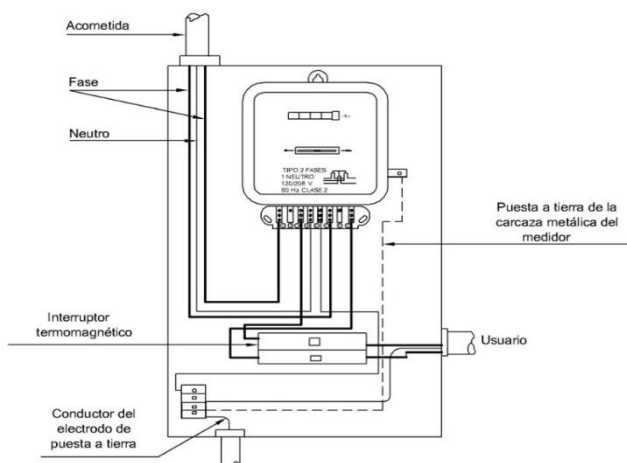 Acometida
Fase
Neutro
TIPO 2 FASES
1 NEUTRO
120/208 V
60 Hz CLASE 2
Puesta a tierra de la
carcaza metálica del
medidor
Interruptor
termomagnético
Usuario
Conductor del
electrodo de
puesta a tierra